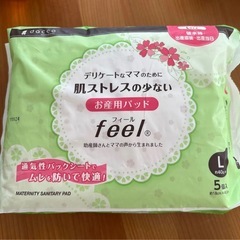 dacco
デリケートなママのために
肌ストレスの少ない
お産用パッド
feel®
フィール
助産師さんとママの声から生まれました
通気性バックシートで
ムレを防いで快適!
L
5個入
MATERNITY SANITARY PAD